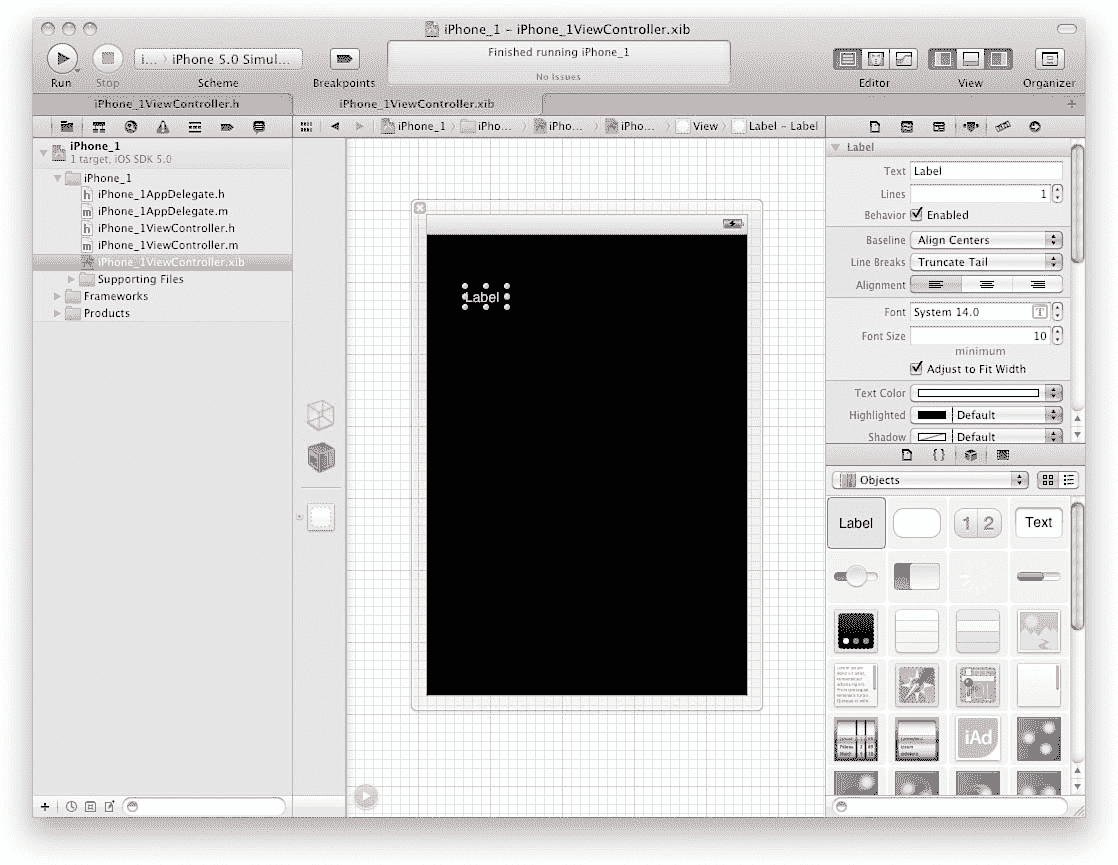 iPhone_1 – iPhone_1ViewController.xib
i... iPhone 5.0 Simul...
Finished running iPhone_1
No Issues
Run Stop Scheme Breakpoints Editor View Organizer
iPhone_1ViewController.h iPhone_1ViewController.xib
iPhone_1 iPho... iPho... iPho... View Label – Label
iPhone_1
1 target, iOS SDK 5.0
iPhone_1
iPhone_1AppDelegate.h
iPhone_1AppDelegate.m
iPhone_1ViewController.h
iPhone_1ViewController.m
iPhone_1ViewController.xib
Supporting Files
Frameworks
Products
Label
Label
Text Label
Lines 1
Behavior Enabled
Baseline Align Centers
Line Breaks Truncate Tail
Alignment
Font System 14.0 T
Font Size 10
minimum
Adjust to Fit Width
Text Color
Highlighted Default
Shadow Default
Objects
Label 1 2 Text
iAd